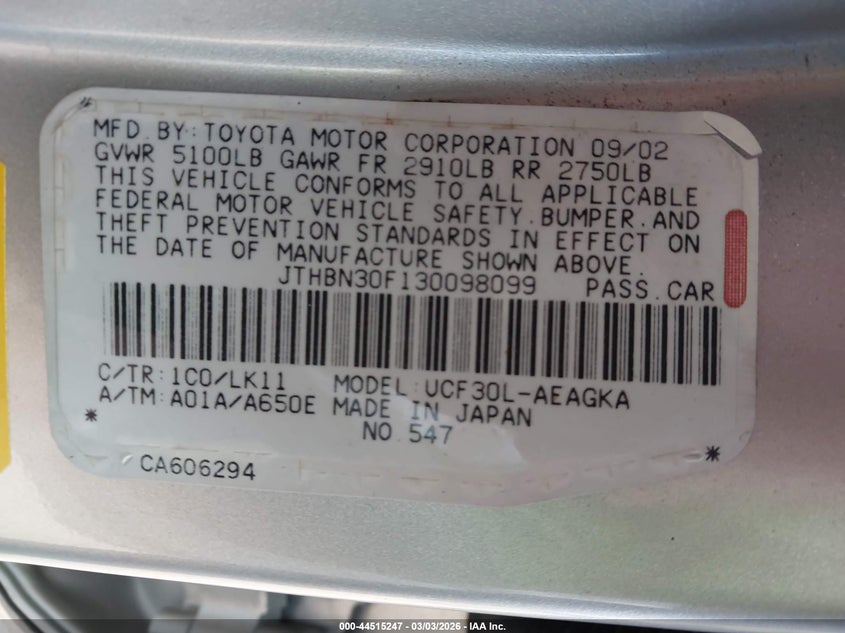 MFD.BY:TOYOTA MOTOR CORPORATION 09/02
GVWR 5100LB GAWR FR 2910LB RR 2750LB
THIS VEHICLE CONFORMS TO ALL APPLICABLE
FEDERAL MOTOR VEHICLE SAFETY.BUMPER.AND
THEFT PREVENTION STANDARDS IN EFFECT ON
THE DATE OF MANUFACTURE SHOWN ABOVE.
JTHBN30F130098099 PASS.CAR
C/TR:1C0/LK11 MODEL:UCF30L-AEAGKA
A/TM:A01A/A650E MADE IN JAPAN
NO.547
CA606294
000-44515247 - 03/03/2026 - IAA Inc.